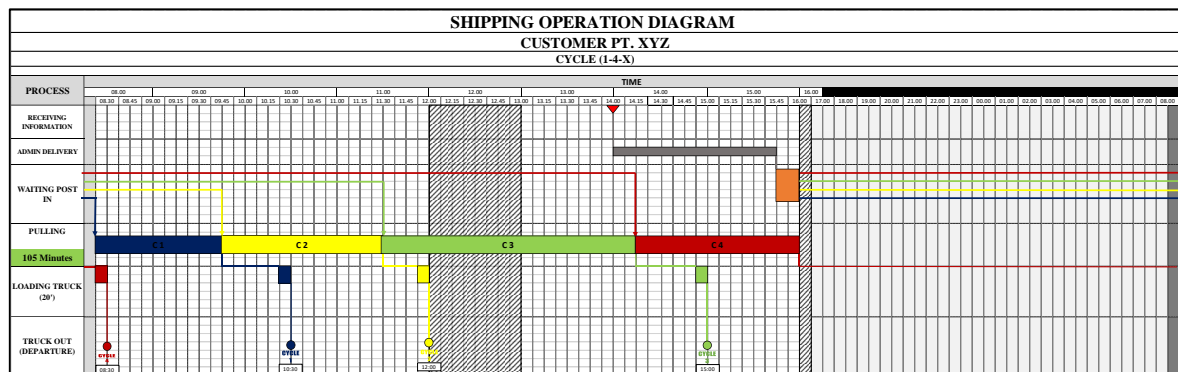 SHIPPING OPERATION DIAGRAM
CUSTOMER PT. XYZ
CYCLE (1-4-X)
TIME
PROCESS
08.00 09.00 10.00 11.00 12.00 13.00 14.00 15.00 16.00
08.30 08.45 09.00 09.15 09.30 09.45 10.00 10.15 10.30 10.45 11.00 11.15 11.30 11.45 12.00 12.15 12.30 12.45 13.00 13.15 13.30 13.45 14.00 14.15 14.30 14.45 15.00 15.15 15.30 15.45 16.00 17.00 18.00 19.00 20.00 21.00 22.00 23.00 00.00 01.00 02.00 03.00 04.00 05.00 06.00 07.00 08.00
RECEIVING
INFORMATION
ADMIN DELIVERY
WAITING POST
IN
PULLING
C 1 C 2 C 3 C 4
105 Minutes
LOADING TRUCK
(20')
TRUCK OUT
(DEPARTURE)
CYCLE CYCLE CYCLE
08:30 10:30 12:00 15:00